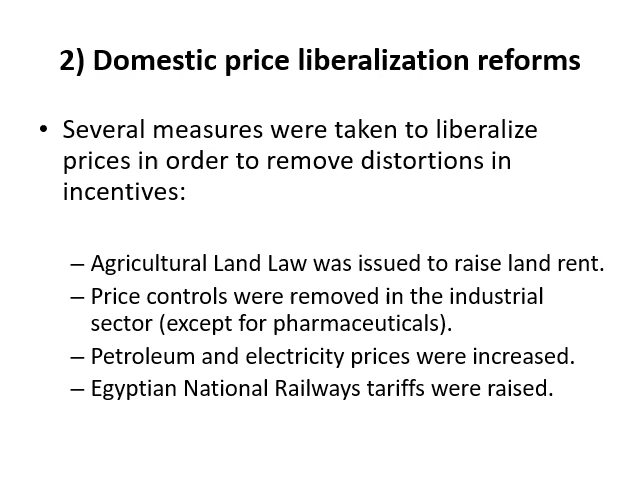 2) Domestic price liberalization reforms
• Several measures were taken to liberalize
prices in order to remove distortions in
incentives:
– Agricultural Land Law was issued to raise land rent.
– Price controls were removed in the industrial
sector (except for pharmaceuticals).
– Petroleum and electricity prices were increased.
– Egyptian National Railways tariffs were raised.